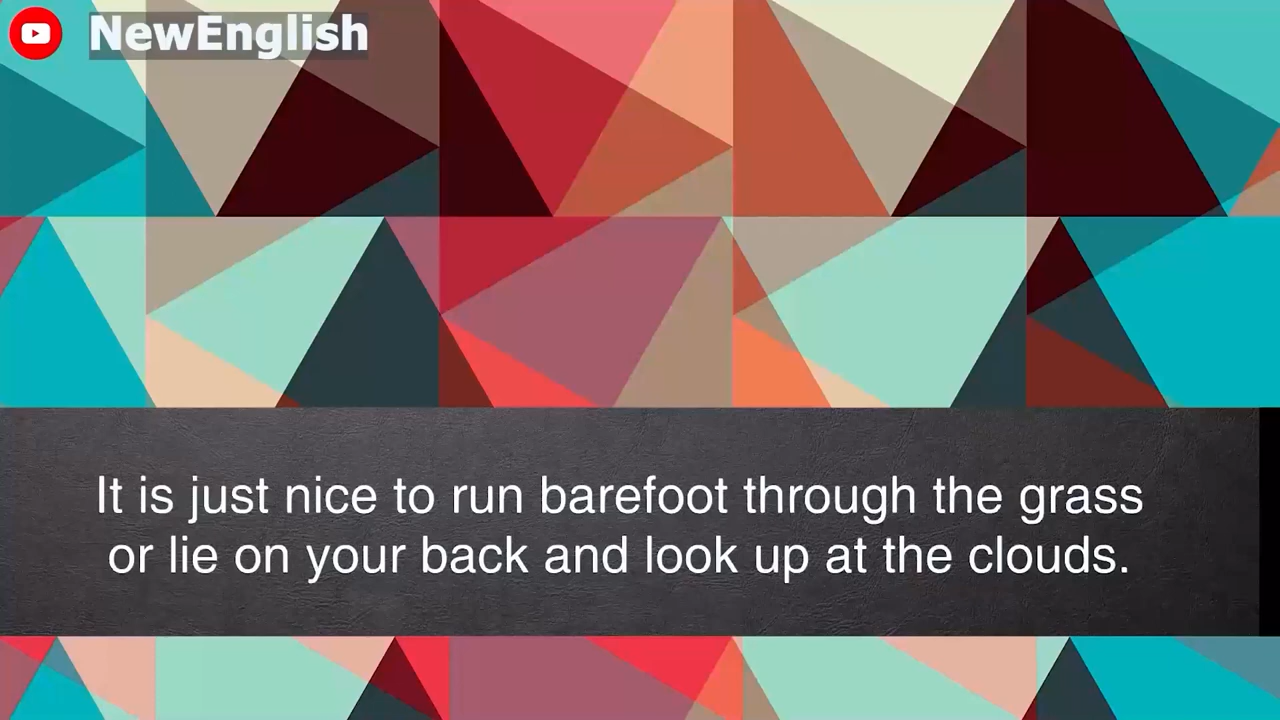 NewEnglish
It is just nice to run barefoot through the grass
or lie on your back and look up at the clouds.